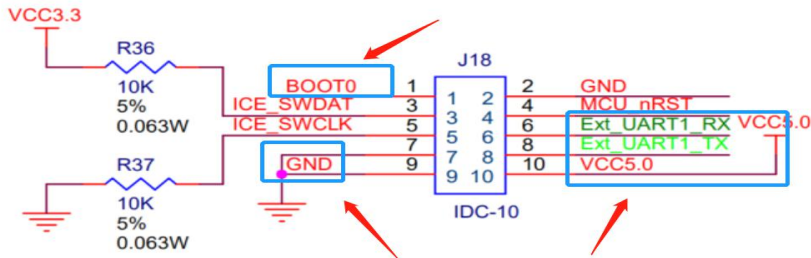 VCC3.3
R36
10K
5%
0.063W
R37
10K
5%
0.063W
J18
BOOT0 1 1 2 2 GND
ICE_SWDAT 3 3 4 4 MCU_nRST
ICE_SWCLK 5 5 6 6 Ext_UART1_RX VCC5.0
7 7 8 8 Ext_UART1_TX
GND 9 9 10 10 VCC5.0
IDC-10